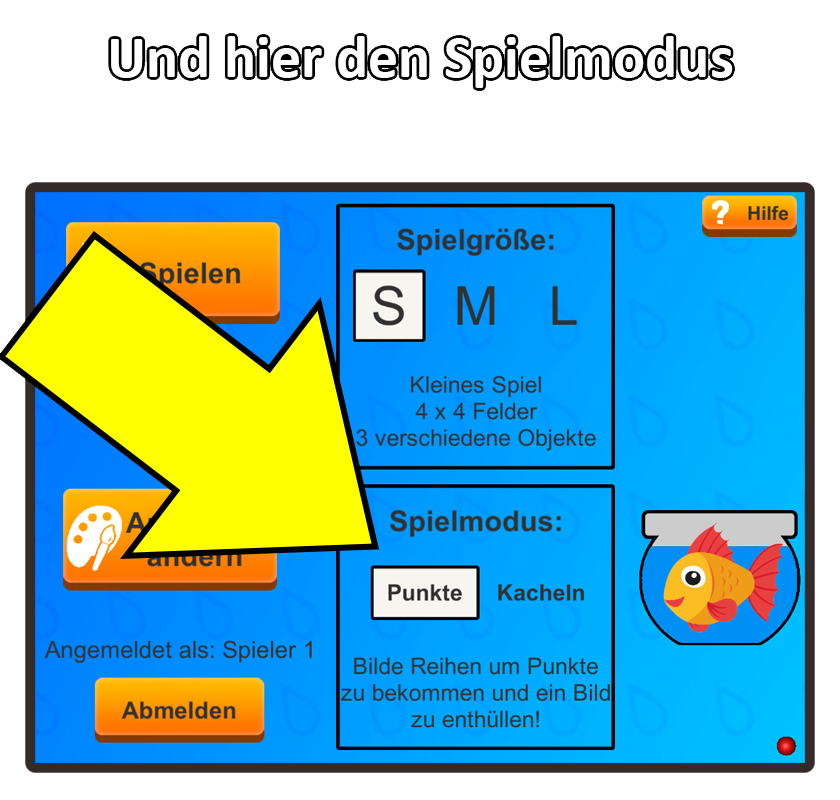 Und hier den Spielmodus
? Hilfe
Spielen
Spielgröße:
S M L
Kleines Spiel
4 x 4 Felder
3 verschiedene Objekte
ändern
Spielmodus:
Punkte Kacheln
Bilde Reihen um Punkte
zu bekommen und ein Bild
zu enthüllen!
Angemeldet als: Spieler 1
Abmelden